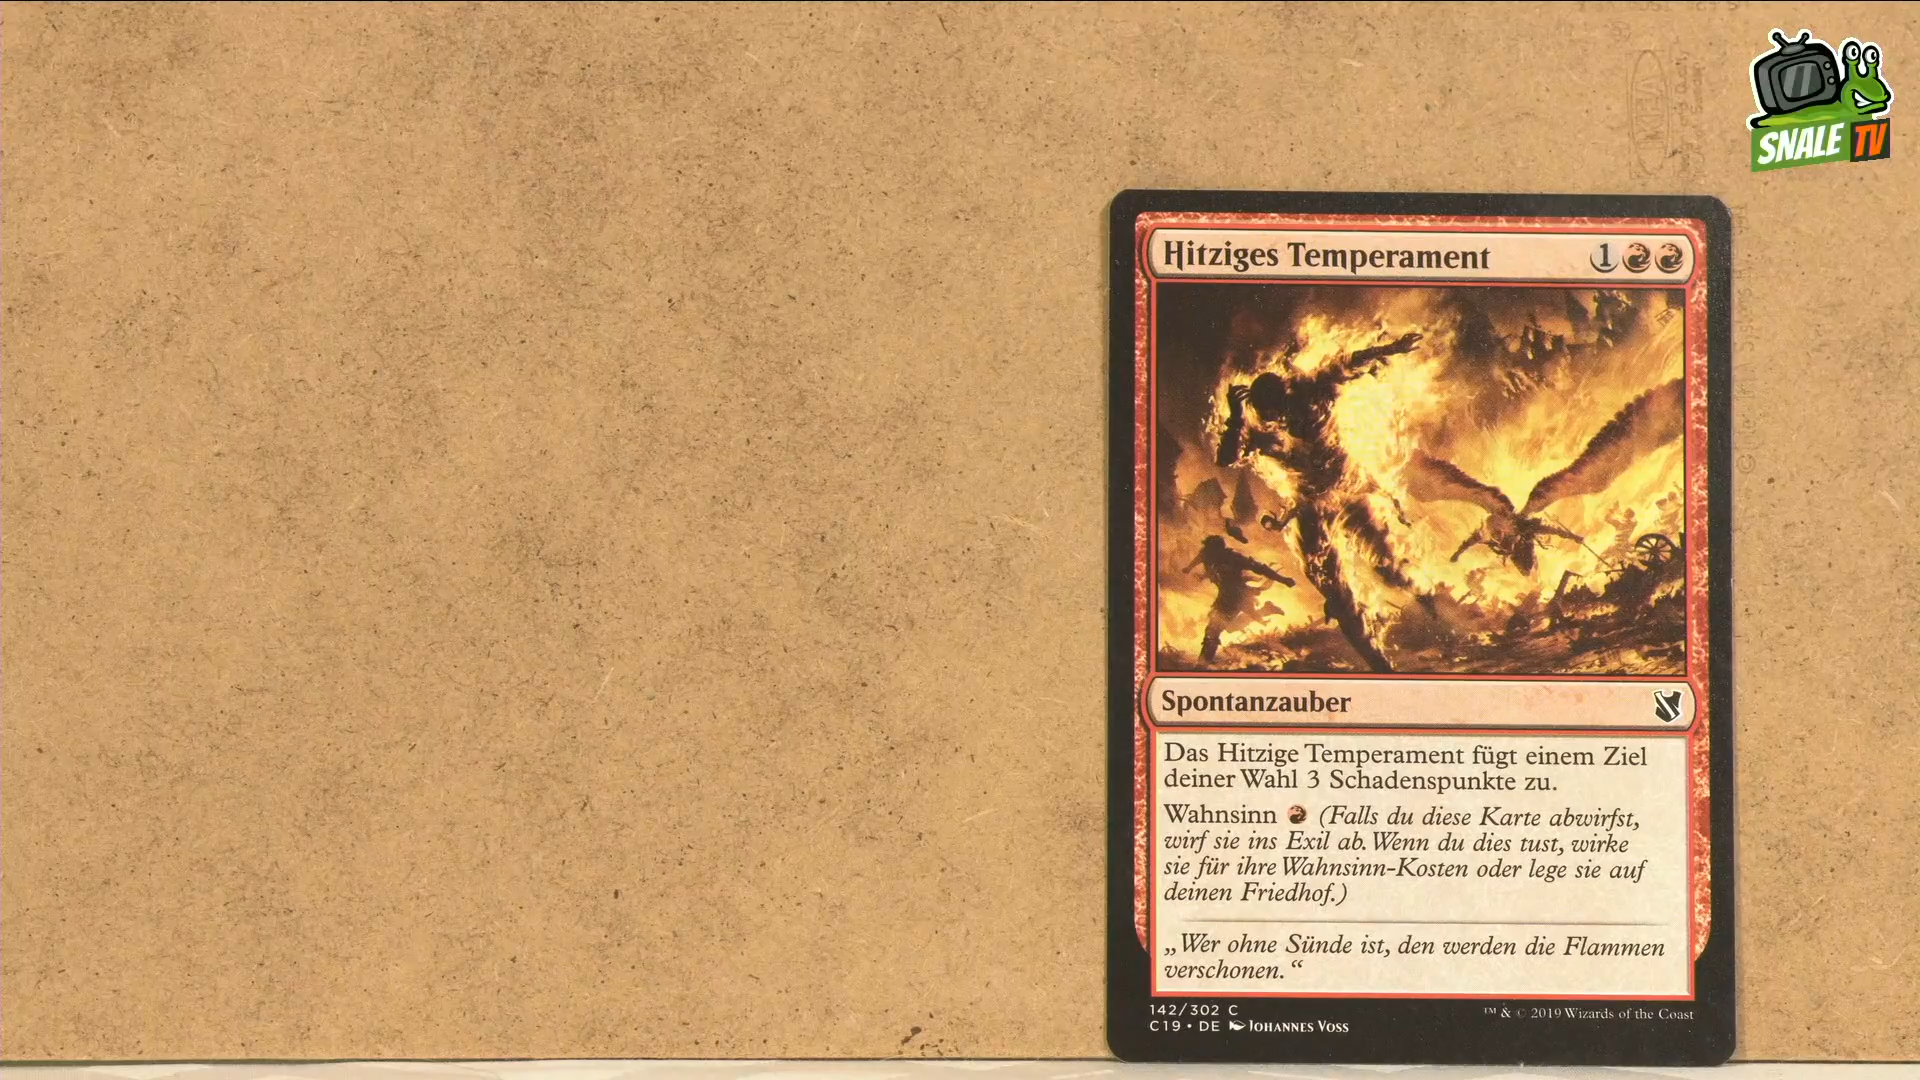 SNALE TV
IKEA
Hitziges Temperament 1
Spontanzauber
Das Hitzige Temperament fügt einem Ziel
deiner Wahl 3 Schadenspunkte zu.
Wahnsinn (Falls du diese Karte abwirfst,
wirf sie ins Exil ab. Wenn du dies tust, wirke
sie für ihre Wahnsinn-Kosten oder lege sie auf
deinen Friedhof.)
„Wer ohne Sünde ist, den werden die Flammen
verschonen.“
142/302 C
C19 • DE JOHANNES VOSS
™ & © 2019 Wizards of the Coast